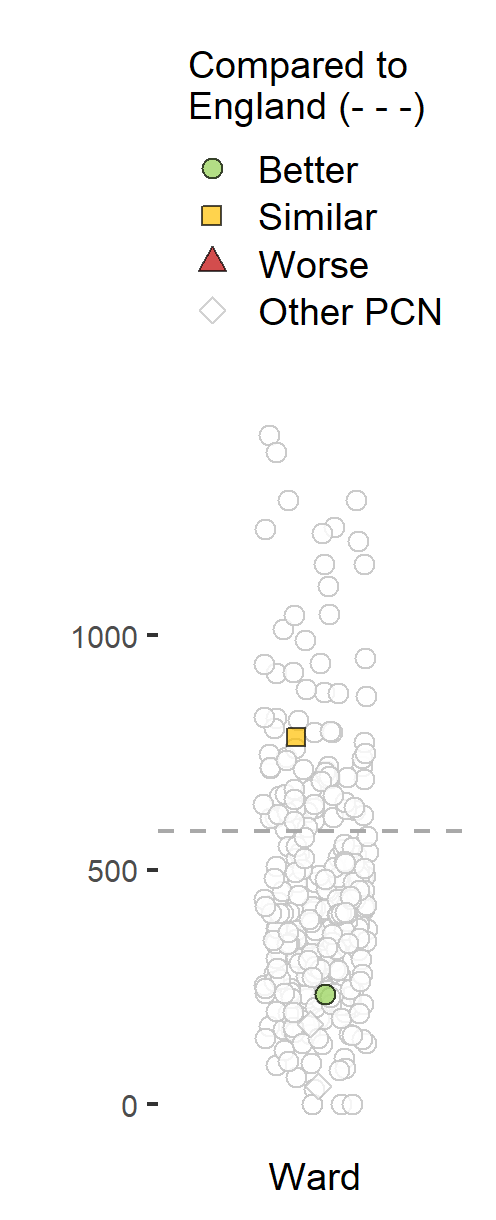 Compared to
England (- - -)
Better
Similar
Worse
Other PCN
1000
500
0
Ward